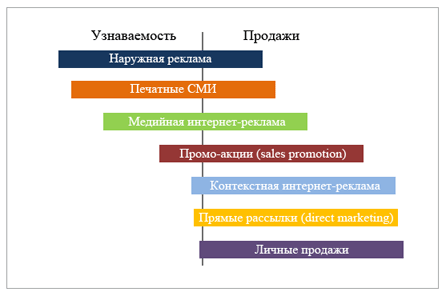 Узнаваемость Продажи
Наружная реклама
Печатные СМИ
Медийная интернет-реклама
Промо-акции (sales promotion)
Контекстная интернет-реклама
Прямые рассылки (direct marketing)
Личные продажи